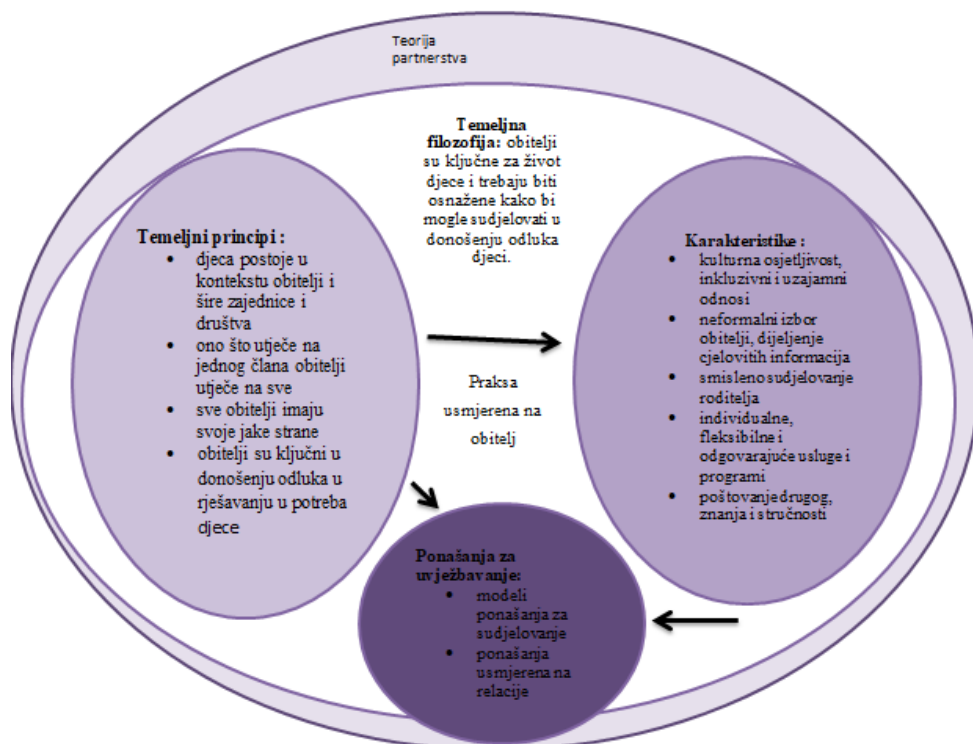 Teorija
partnerstva
Temeljna
filozofija: obitelji
su ključne za život
djece i trebaju biti
osnažene kako bi
mogle sudjelovati u
donošenju odluka
djeci.
Temeljni principi :
• djeca postoje u
kontekstu obitelji i
šire zajednice i
društva
• ono što utječe na
jednog člana obitelji
utječe na sve
• sve obitelji imaju
svoje jake strane
• obitelji su ključni u
donošenju odluka u
rješavanju u potreba
djece
Praksa
usmjerena na
obitelj
Karakteristike :
• kulturna osjetljivost,
inkluzivni i uzajamni
odnosi
• neformalni izbor
obitelji, dijeljenje
cjelovitih informacija
• smisleno sudjelovanje
roditelja
• individualne,
fleksibilne i
odgovarajuće usluge i
programi
• poštovanje drugog,
znanja i stručnosti
Ponašanja za
uvježbavanje:
• modeli
ponašanja za
sudjelovanje
• ponašanja
usmjerena na
relacije